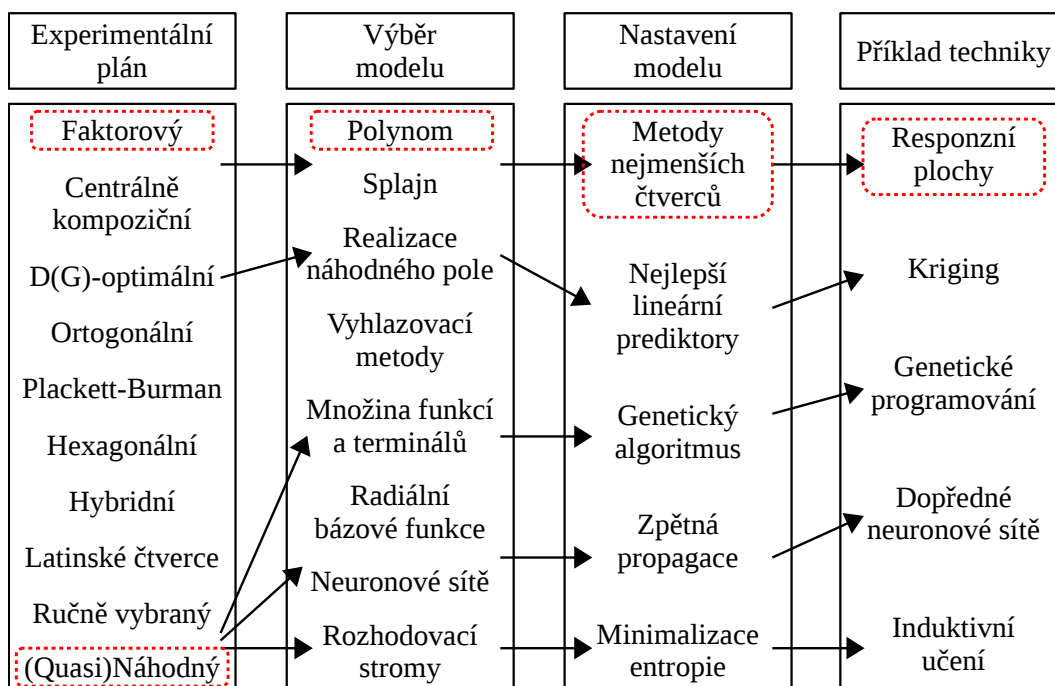 Experimentální
plán
Výběr
modelu
Nastavení
modelu
Příklad techniky
Faktorový
Centrálně
kompoziční
D(G)-optimální
Ortogonální
Plackett-Burman
Hexagonální
Hybridní
Latinské čtverce
Ručně vybraný
(Quasi)Náhodný
Polynom
Splajn
Realizace
náhodného pole
Vyhlazovací
metody
Množina funkcí
a terminálů
Radiální
bázové funkce
Neuronové sítě
Rozhodovací
stromy
Metody
nejmenších
čtverců
Nejlepší
lineární
prediktory
Genetický
algoritmus
Zpětná
propagace
Minimalizace
entropie
Responzní
plochy
Kriging
Genetické
programování
Dopředné
neuronové sítě
Induktivní
učení